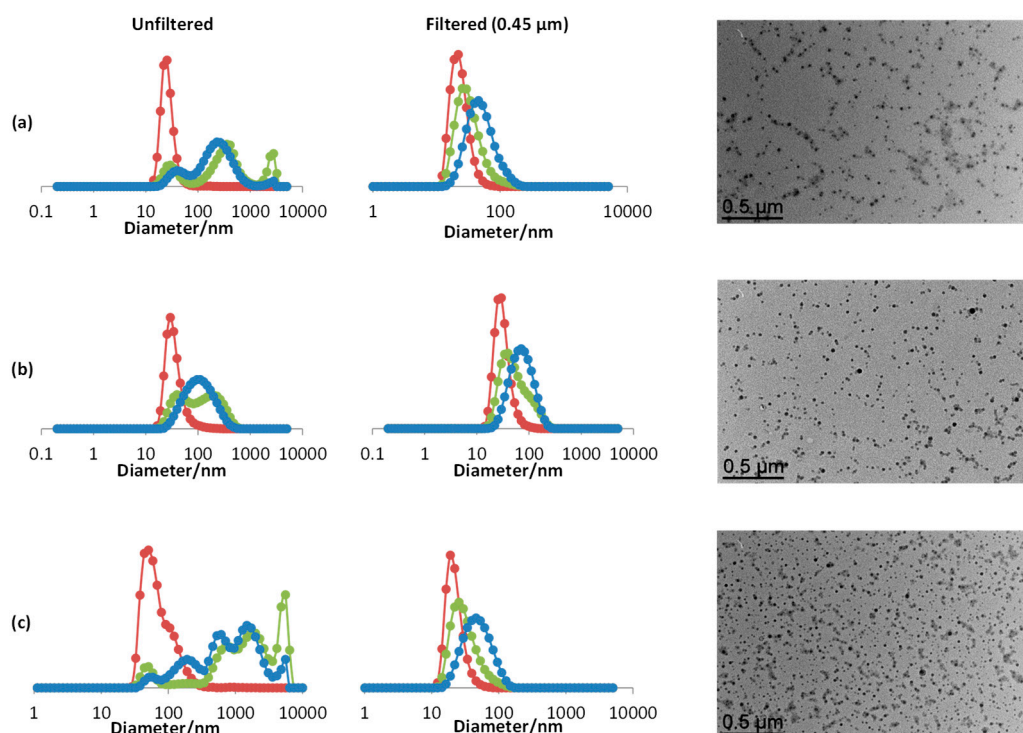 Unfiltered Filtered (0.45 µm)
(a)
0.1 1 10 100 1000 10000
Diameter/nm
1 100 10000
Diameter/nm
0.5 µm
(b)
0.1 1 10 100 1000 10000
Diameter/nm
0.1 1 10 100 1000 10000
Diameter/nm
0.5 µm
(c)
1 10 100 1000 10000
Diameter/nm
1 10 100 1000 10000
Diameter/nm
0.5 µm